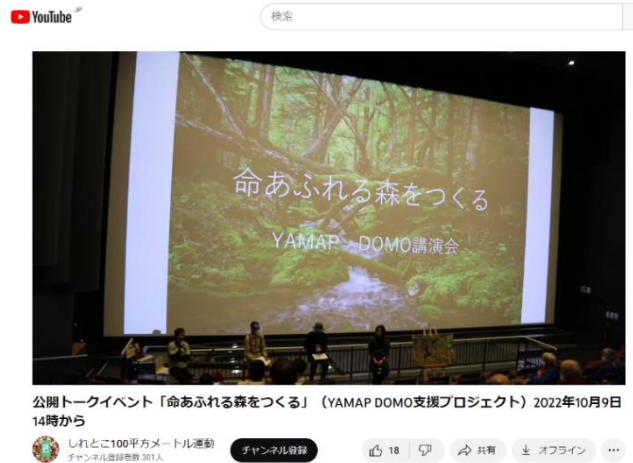 YouTube JP
検索
命あふれる森をつくる
YAMAP DOMO講演会
公開トークイベント「命あふれる森をつくる」（YAMAP DOMO支援プロジェクト）2022年10月9日
14時から
しれとこ100平方メートル運動
チャンネル登録者数 301人
チャンネル登録
18
共有
オフライン